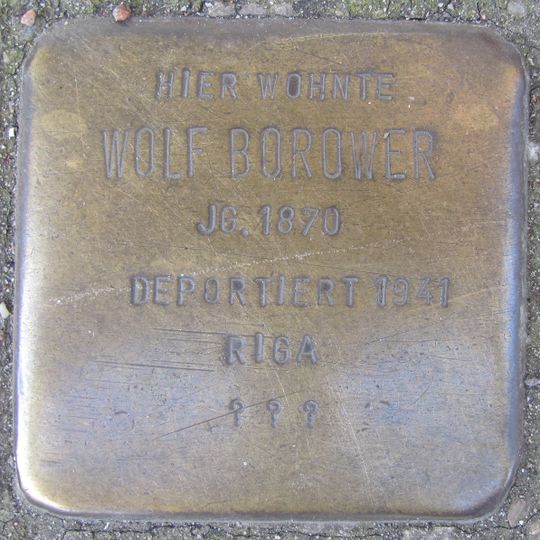 HIER WOHNTE
WOLF BOROWER
JG. 1870
DEPORTIERT 1941
RIGA
? ? ?